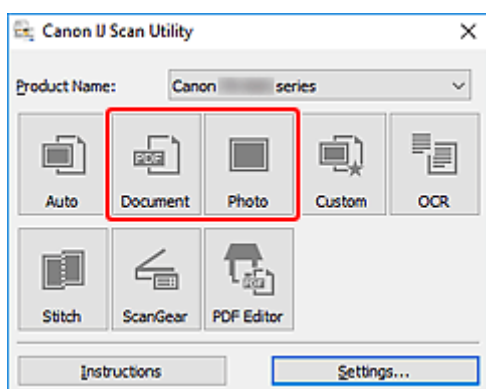 Canon IJ Scan Utility
Product Name: Canon series
Auto Document Photo Custom OCR
PDF
Stitch ScanGear PDF Editor
Instructions Settings...